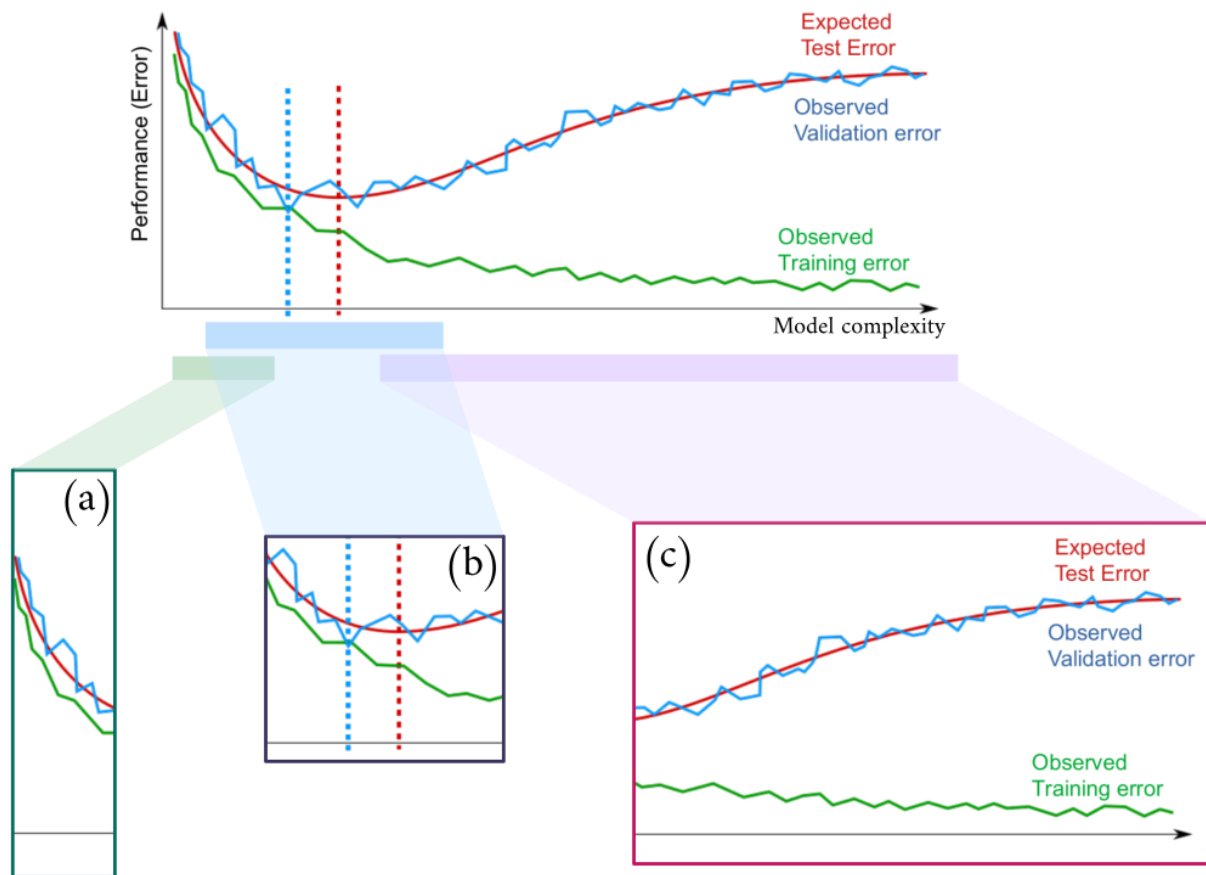 Expected
Test Error
Performance (Error)
Observed
Validation error
Observed
Training error
Model complexity
(a)
(b)
(c)
Expected
Test Error
Observed
Validation error
Observed
Training error